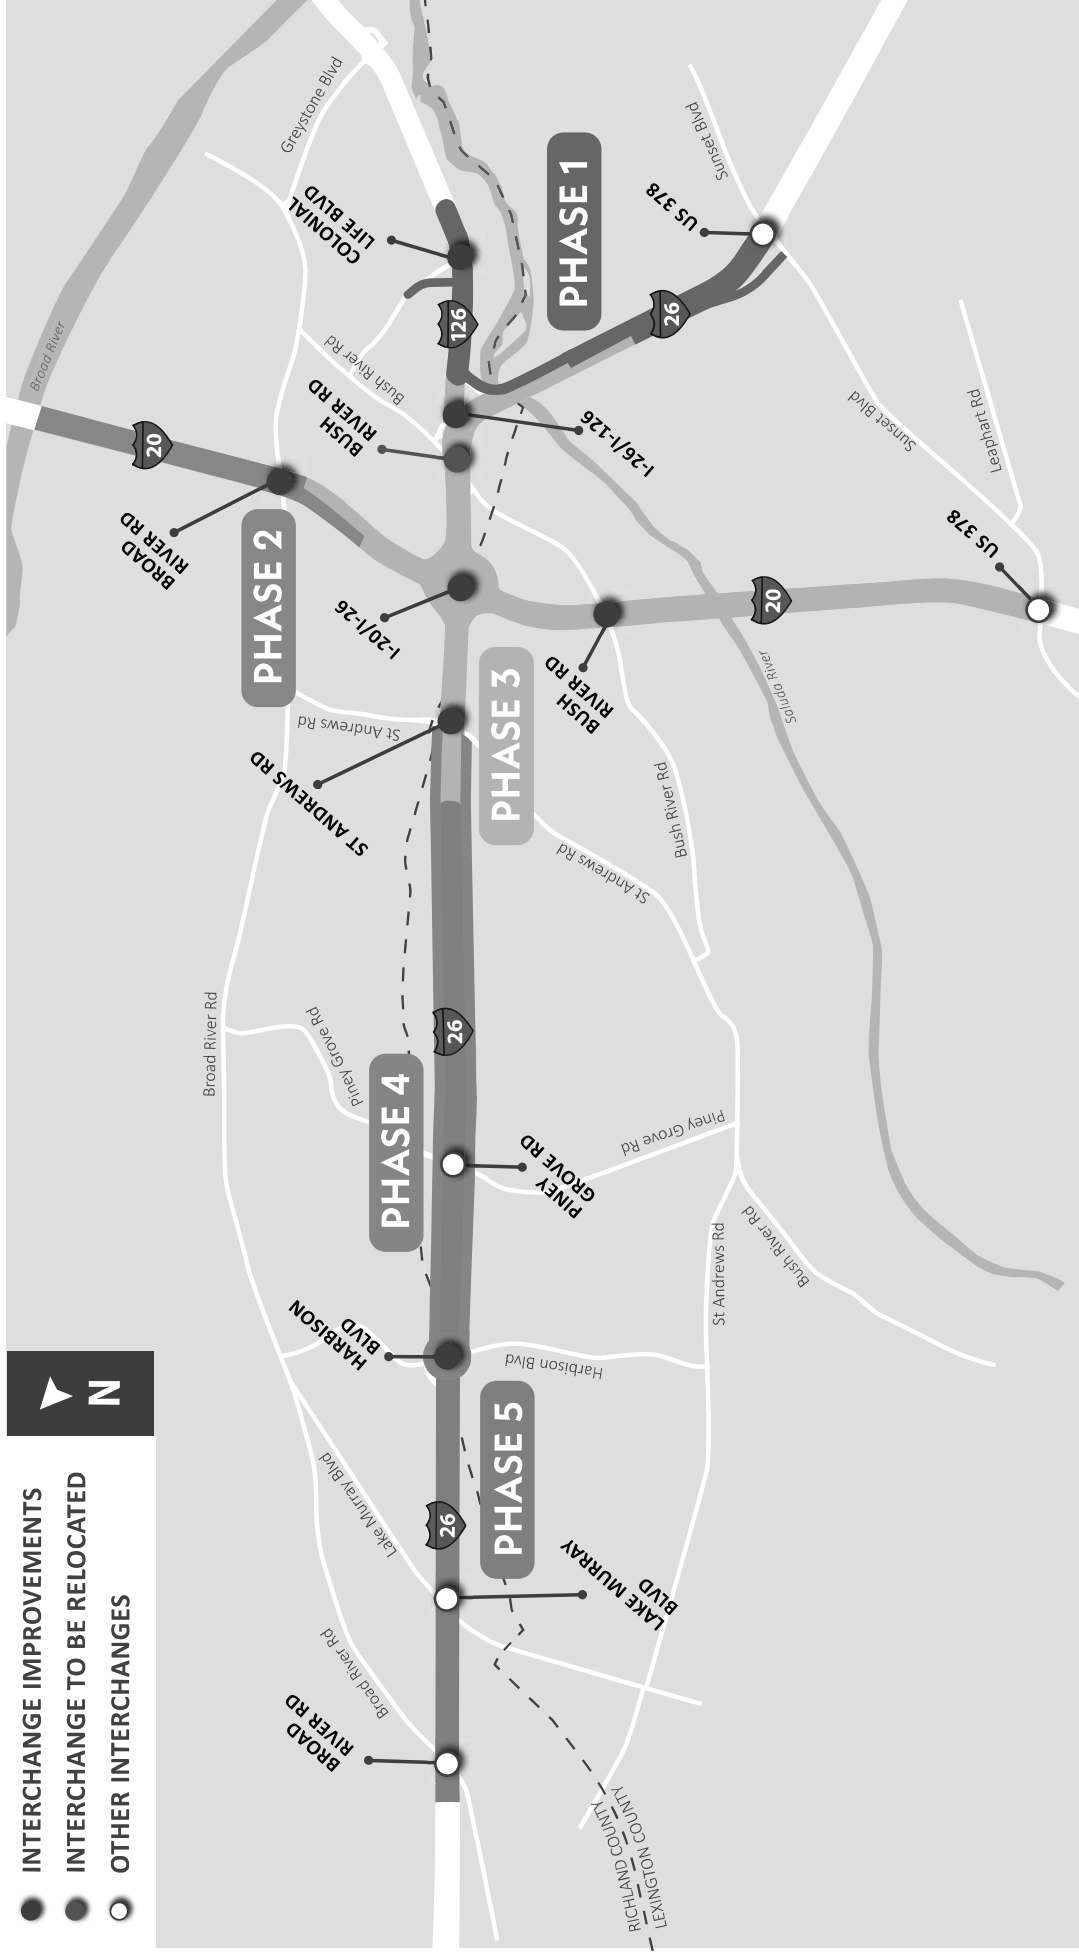 INTERCHANGE IMPROVEMENTS
INTERCHANGE TO BE RELOCATED
OTHER INTERCHANGES
N
BROAD
RIVER RD
Broad River Rd
LAKE MURRAY
BLVD
Lake Murray Blvd
26
PHASE 5
HARBISON
BLVD
Harbison Blvd
RICHLAND COUNTY
LEXINGTON COUNTY
St Andrews Rd
Bush River Rd
Broad River Rd
Piney Grove Rd
PHASE 4
PINEY
GROVE RD
Piney Grove Rd
26
ST ANDREWS RD
St Andrews Rd
PHASE 3
St Andrews Rd
Bush River Rd
I-20/I-26
PHASE 2
BROAD
RIVER RD
20
Broad River
BUSH
RIVER RD
20
US 378
Saluda River
BUSH
RIVER RD
Bush River Rd
I-26/I-126
126
COLONIAL
LIFE BLVD
Greystone Blvd
PHASE 1
26
US 378
Sunset Blvd
Sunset Blvd
Leaphart Rd